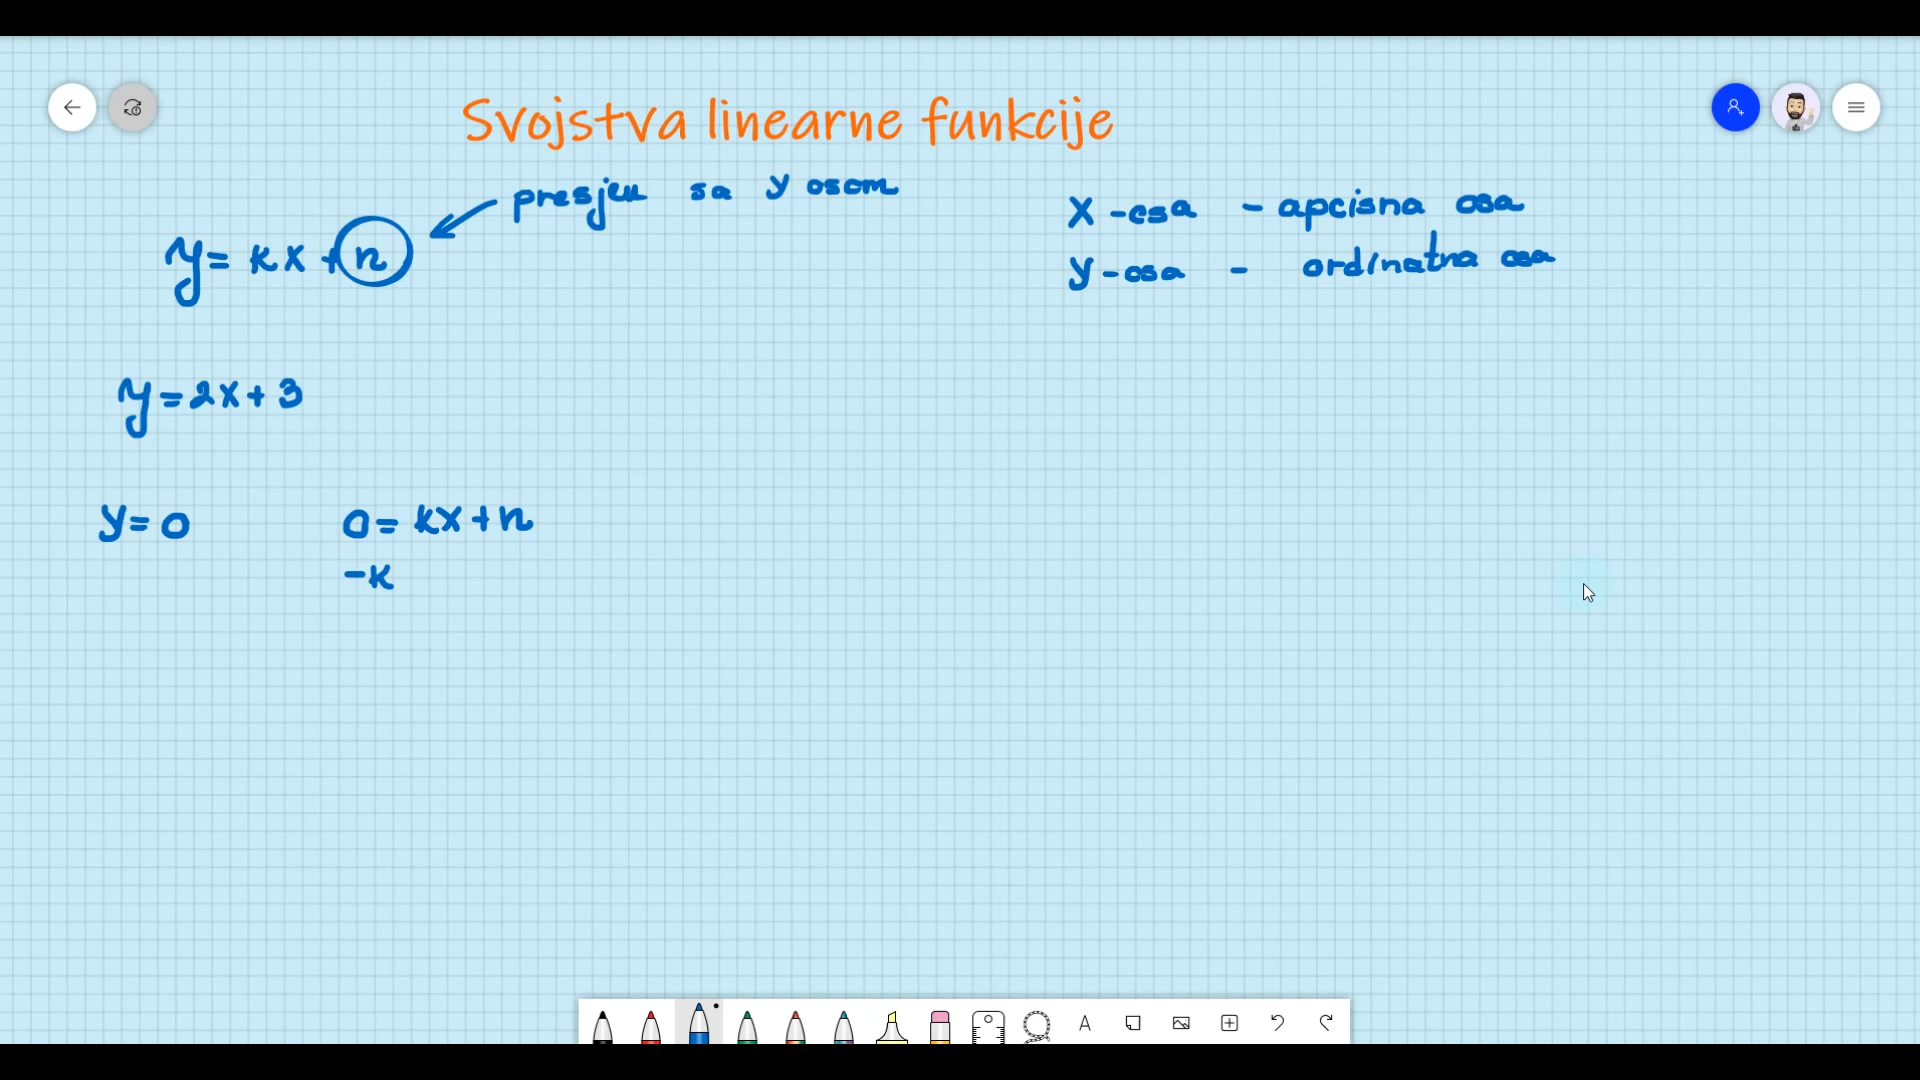 Svojstva linearne funkcije
presjek sa y osom
y = kx + n
x-osa - apcisna osa
y-osa - ordinatna osa
y = 2x + 3
y = 0
0 = kx + n
-k